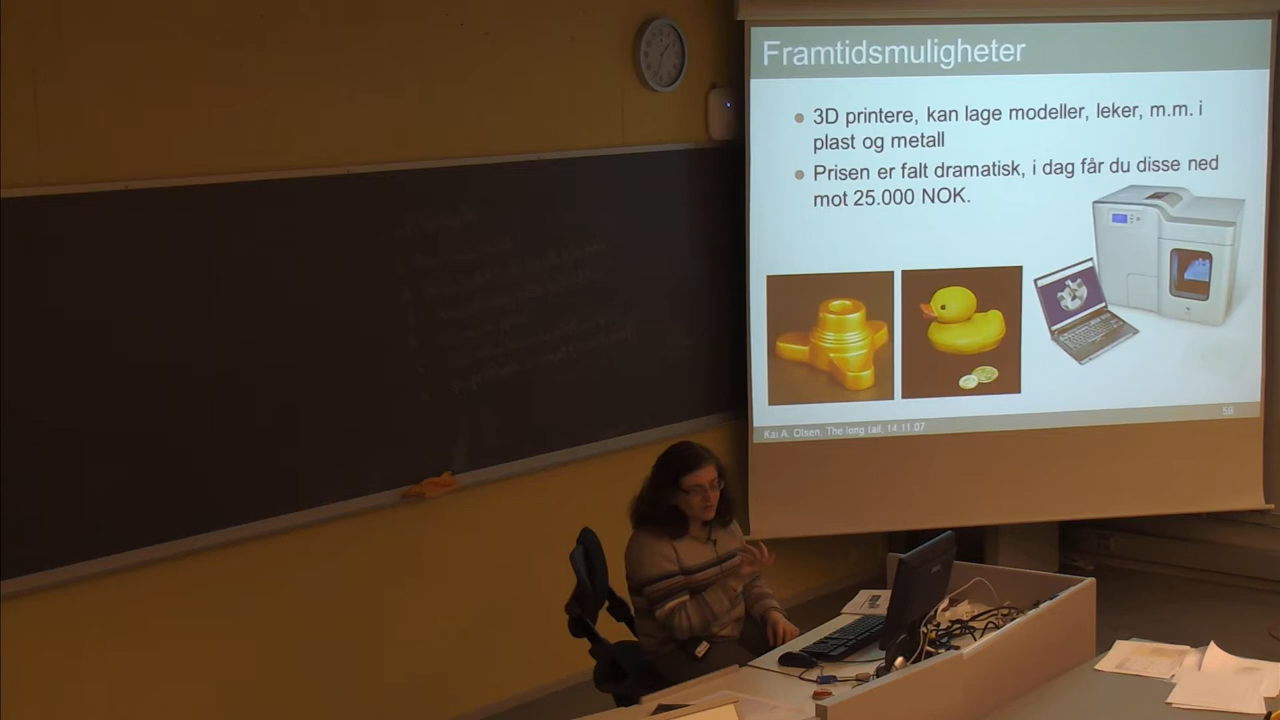 Framtidsmuligheter
3D printere, kan lage modeller, leker, m.m. i
plast og metall
Prisen er falt dramatisk, i dag får du disse ned
mot 25.000 NOK.
58
Kai A. Olsen, The long tail, 14.11.07